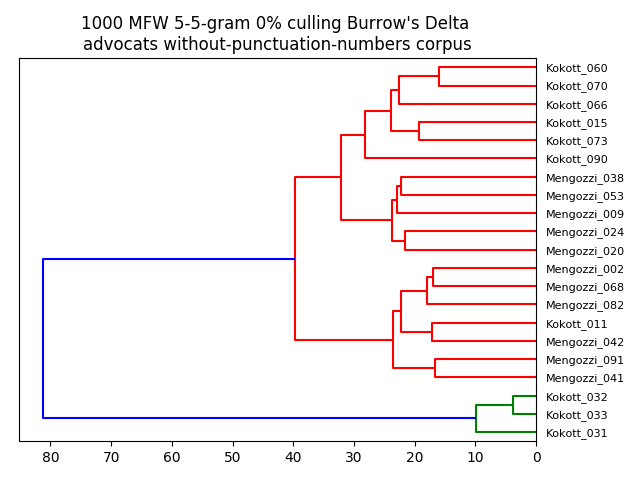 1000 MFW 5-5-gram 0% culling Burrow's Delta
advocats without-punctuation-numbers corpus
Kokott_060
Kokott_070
Kokott_066
Kokott_015
Kokott_073
Kokott_090
Mengozzi_038
Mengozzi_053
Mengozzi_009
Mengozzi_024
Mengozzi_020
Mengozzi_002
Mengozzi_068
Mengozzi_082
Kokott_011
Mengozzi_042
Mengozzi_091
Mengozzi_041
Kokott_032
Kokott_033
Kokott_031
80 70 60 50 40 30 20 10 0